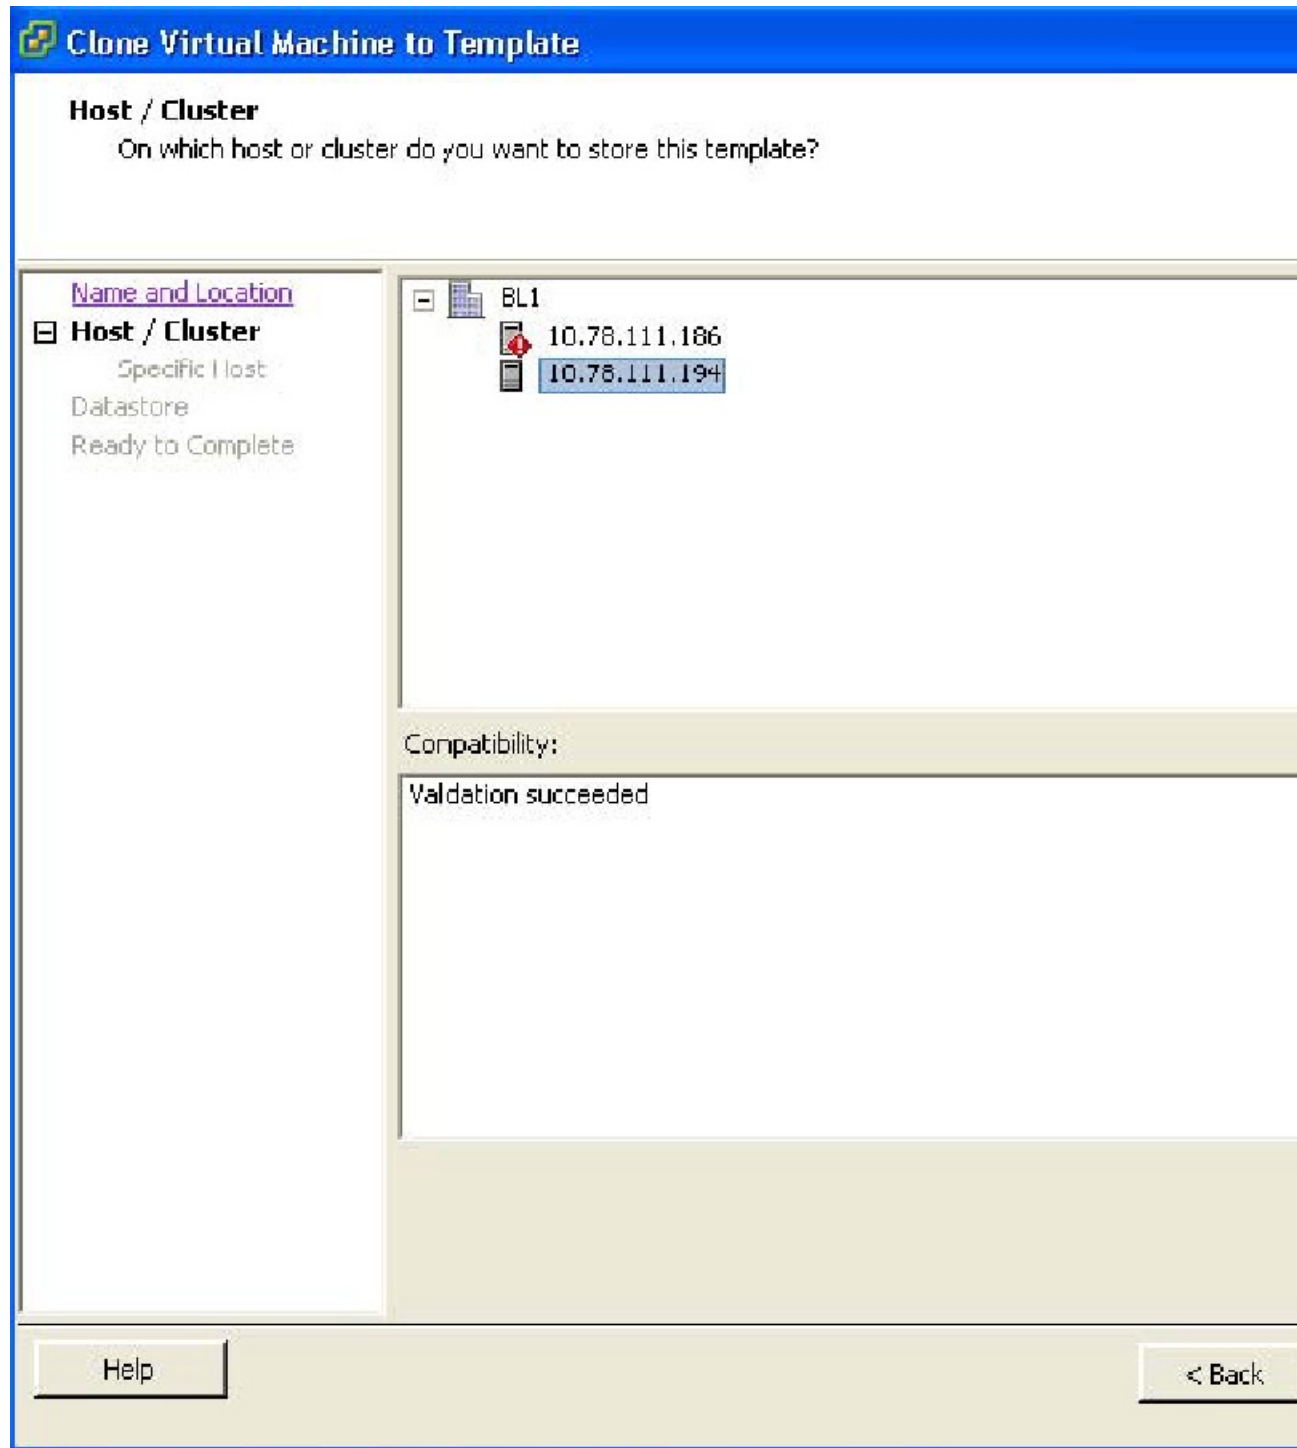 Clone Virtual Machine to Template
Host / Cluster
On which host or cluster do you want to store this template?
Name and Location
Host / Cluster
Specific Host
Datastore
Ready to Complete
BL1
10.78.111.186
10.78.111.194
Compatibility:
Validation succeeded
Help
< Back